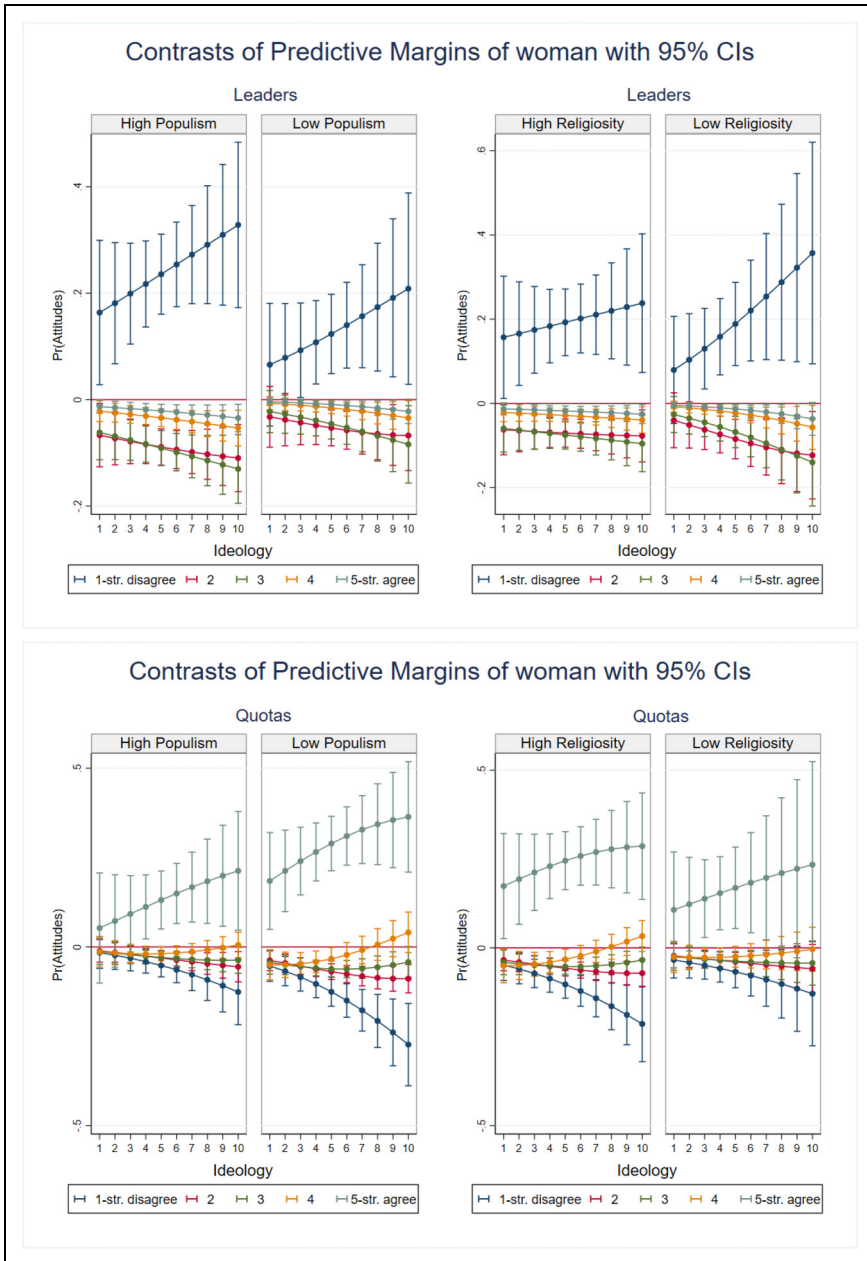 Contrasts of Predictive Margins of woman with 95% CIs
Leaders
Leaders
High Populism
Low Populism
High Religiosity
Low Religiosity
Pr(Attitudes)
.4
.2
0
-.2
Pr(Attitudes)
.6
.4
.2
0
-.2
1 2 3 4 5 6 7 8 9 10
1 2 3 4 5 6 7 8 9 10
1 2 3 4 5 6 7 8 9 10
1 2 3 4 5 6 7 8 9 10
Ideology
Ideology
1-str. disagree 2 3 4 5-str. agree
1-str. disagree 2 3 4 5-str. agree
Contrasts of Predictive Margins of woman with 95% CIs
Quotas
Quotas
High Populism
Low Populism
High Religiosity
Low Religiosity
Pr(Attitudes)
.5
0
-.5
Pr(Attitudes)
.5
0
-.5
1 2 3 4 5 6 7 8 9 10
1 2 3 4 5 6 7 8 9 10
1 2 3 4 5 6 7 8 9 10
1 2 3 4 5 6 7 8 9 10
Ideology
Ideology
1-str. disagree 2 3 4 5-str. agree
1-str. disagree 2 3 4 5-str. agree